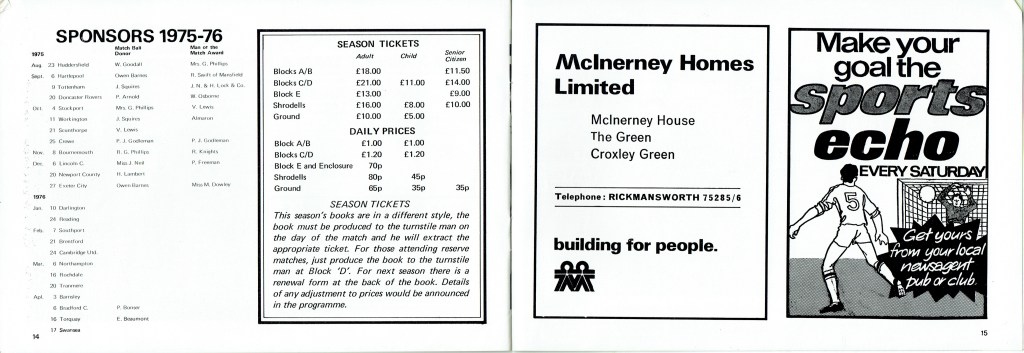 SPONSORS 1975-76
1975 Match Ball Donor Man or the Match Award
Aug 23 Huddersfield W. Goodall Mrs. G. Phillips
Sept. 6 Hartlepool Owen Barnes R. Swift of Mansfield
9 Tottenham J. Squires J. N. & H. Lock & Co.
20 Doncaster Rovers P. Arnold W. Osborne
Oct. 4 Stockport Mrs. G. Phillips V. Lewis
11 Workington J. Squires Almaron
21 Scunthorpe V. Lewis
25 Crewe P. J. Godleman P. J. Godleman
Nov. 8 Bournemouth R. G. Phillips R. Knights
Dec. 6 Lincoln C. Miss J. Neil P. Freeman
20 Newport County H. Lambert
27 Exeter City Owen Barnes Miss M. Dowley
1976
Jan. 10 Darlington
24 Reading
Feb. 7 Southport
21 Brentford
24 Cambridge Utd.
Mar. 6 Northampton
16 Rochdale
20 Tranmere
Apl. 3 Barnsley
6 Bradford C. P. Bonser
16 Torquay E. Beaumont
17 Swansea
14
SEASON TICKETS
Adult Child Senior Citizen
Blocks A/B £18.00 £11.50
Blocks C/D £21.00 £11.00 £14.00
Block E £13.00 £9.00
Shrodells £16.00 £8.00 £10.00
Ground £10.00 £5.00
DAILY PRICES
Block A/B £1.00 £1.00
Blocks C/D £1.20 £1.20
Block E and Enclosure 70p
Shrodells 80p 45p
Ground 65p 35p 35p
SEASON TICKETS
This season's books are in a different style, the
book must be produced to the turnstile man on
the day of the match and he will extract the
appropriate ticket. For those attending reserve
matches, just produce the book to the turnstile
man at Block 'D'. For next season there is a
renewal form at the back of the book. Details
of any adjustment to prices would be announced
in the programme.
McInerney Homes
Limited
McInerney House
The Green
Croxley Green
Telephone: RICKMANSWORTH 75285/6
building for people.
Make your
goal the
sports
echo
EVERY SATURDAY
5
Get yours
from your local
newsagent
pub or club.
15